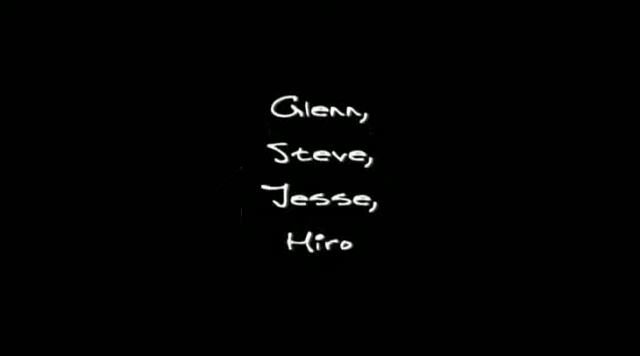 Glenn,
Steve,
Jesse,
Hiro